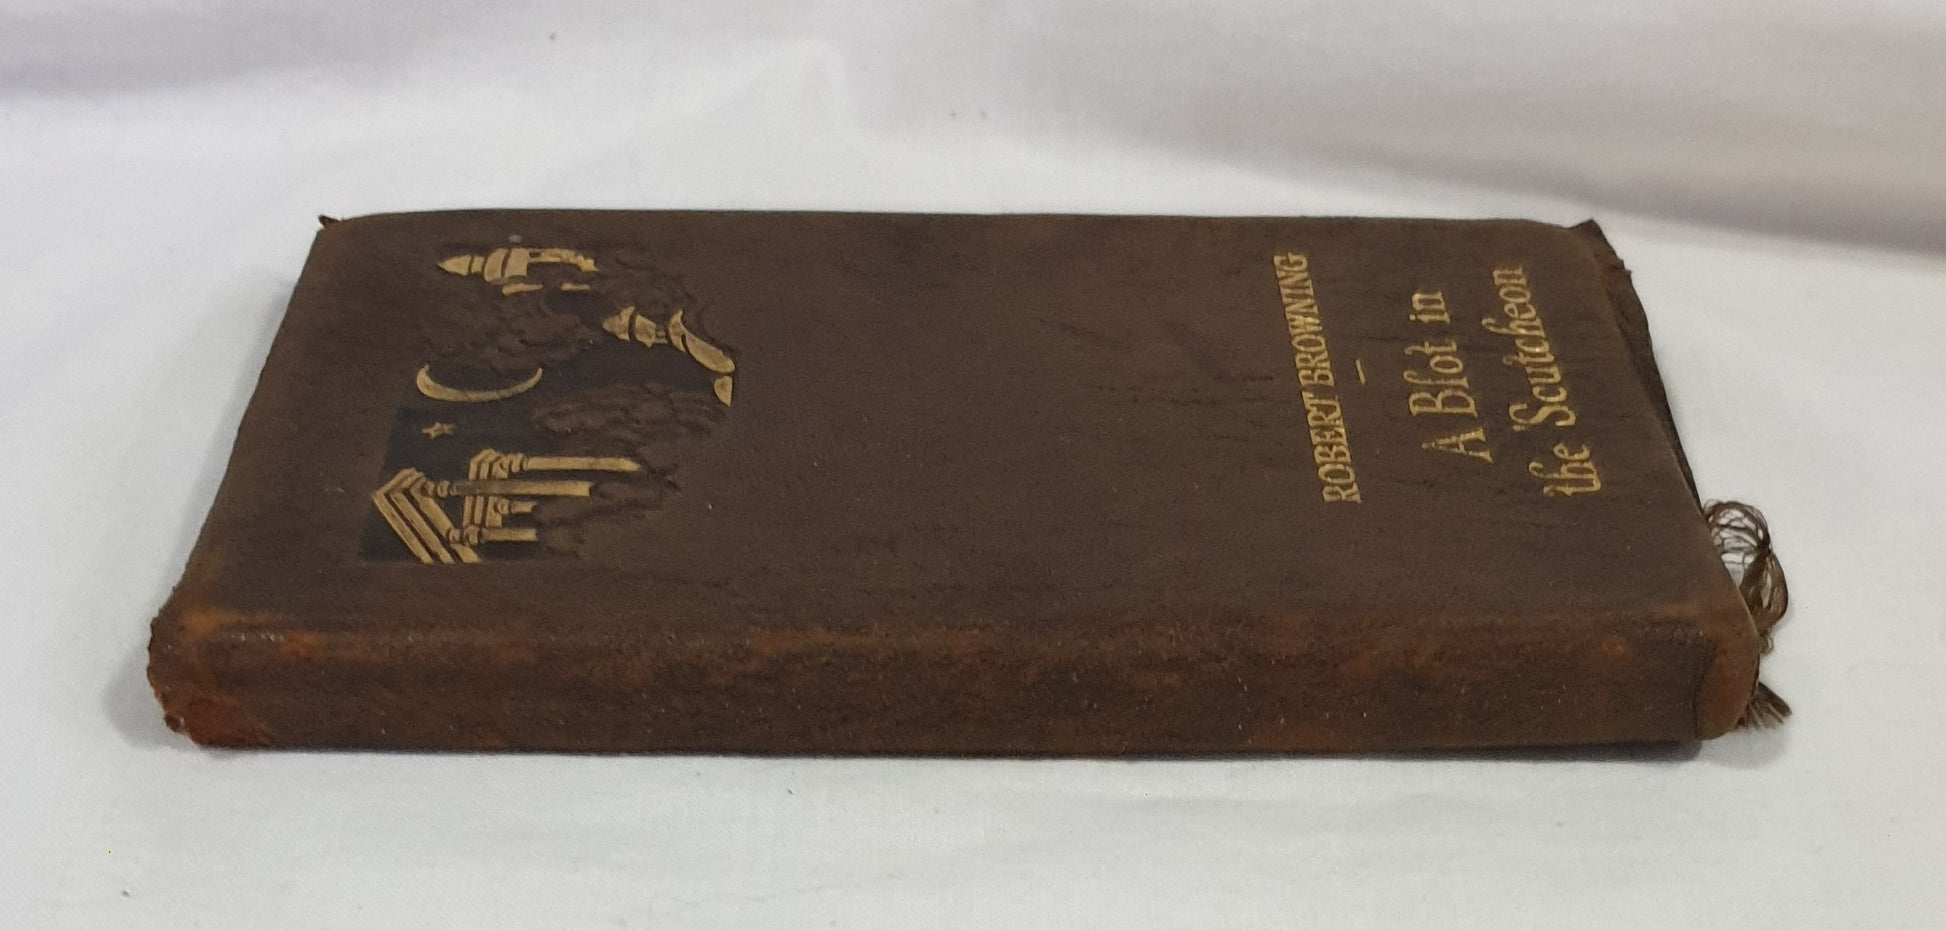 ROBERT BROWNING
—
A Blot in
the 'Scutcheon